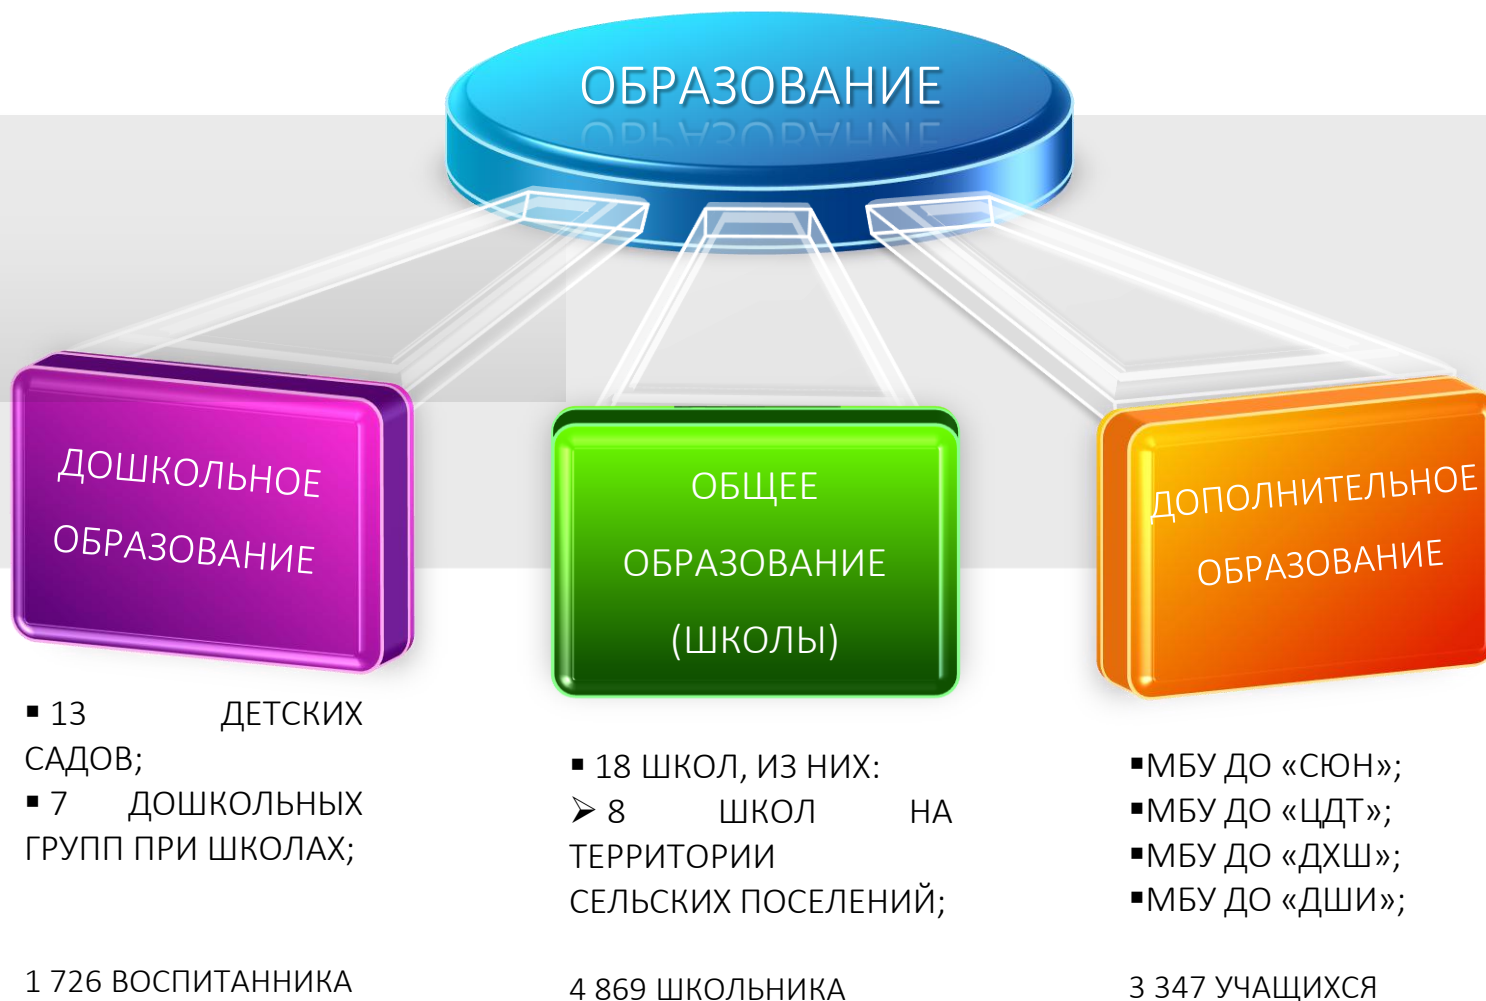 ОБРАЗОВАНИЕ
ДОШКОЛЬНОЕ
ОБРАЗОВАНИЕ
▪ 13 ДЕТСКИХ
САДОВ;
▪ 7 ДОШКОЛЬНЫХ
ГРУПП ПРИ ШКОЛАХ;
1 726 ВОСПИТАННИКА
ОБЩЕЕ
ОБРАЗОВАНИЕ
(ШКОЛЫ)
▪ 18 ШКОЛ, ИЗ НИХ:
➢ 8 ШКОЛ НА
ТЕРРИТОРИИ
СЕЛЬСКИХ ПОСЕЛЕНИЙ;
4 869 ШКОЛЬНИКА
ДОПОЛНИТЕЛЬНОЕ
ОБРАЗОВАНИЕ
▪МБУ ДО «СЮН»;
▪МБУ ДО «ЦДТ»;
▪МБУ ДО «ДХШ»;
▪МБУ ДО «ДШИ»;
3 347 УЧАЩИХСЯ